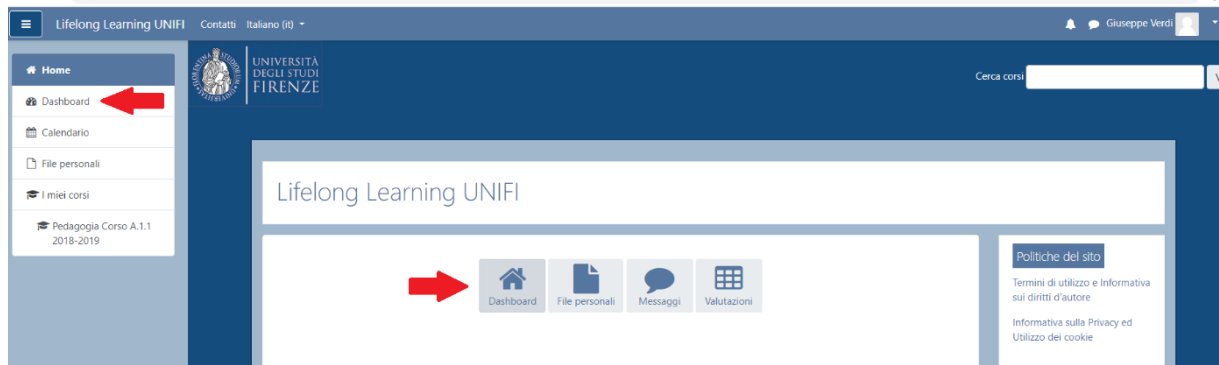 Lifelong Learning UNIFI Contatti Italiano (it)
Giuseppe Verdi
Home
Dashboard
Calendario
File personali
I miei corsi
Pedagogia Corso A.1.1
2018-2019
UNIVERSITÀ
DEGLI STUDI
FIRENZE
Cerca corsi
Lifelong Learning UNIFI
Dashboard
File personali
Messaggi
Valutazioni
Politiche del sito
Termini di utilizzo e Informativa
sui diritti d'autore
Informativa sulla Privacy ed
Utilizzo dei cookie